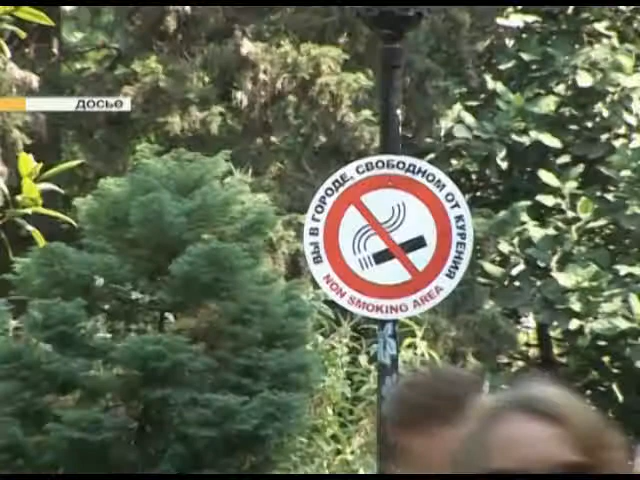 досье
ВЫ В ГОРОДЕ, СВОБОДНОМ ОТ КУРЕНИЯ
NON SMOKING AREA